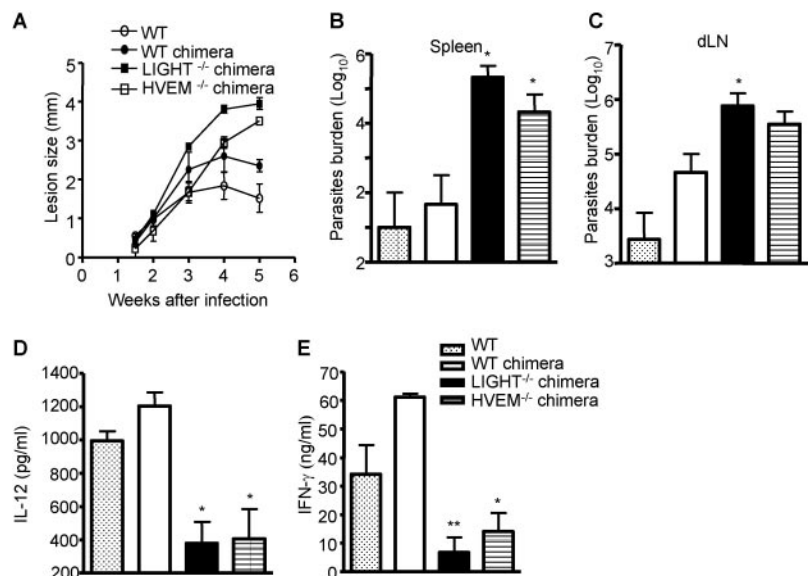 A
WT
WT chimera
LIGHT -/- chimera
HVEM -/- chimera
Lesion size (mm)
5
4
3
2
1
0
0 1 2 3 4 5 6
Weeks after infection
B
Spleen
Parasites burden (Log10)
6
5
2
2
* *
C
dLN
Parasites burden (Log10)
7
6
5
4
3
*
D
IL-12 (pg/ml)
1400
1200
1000
800
600
400
200
* *
E
IFN-γ (ng/ml)
70
60
50
40
30
20
10
0
** *
WT
WT chimera
LIGHT-/- chimera
HVEM-/- chimera